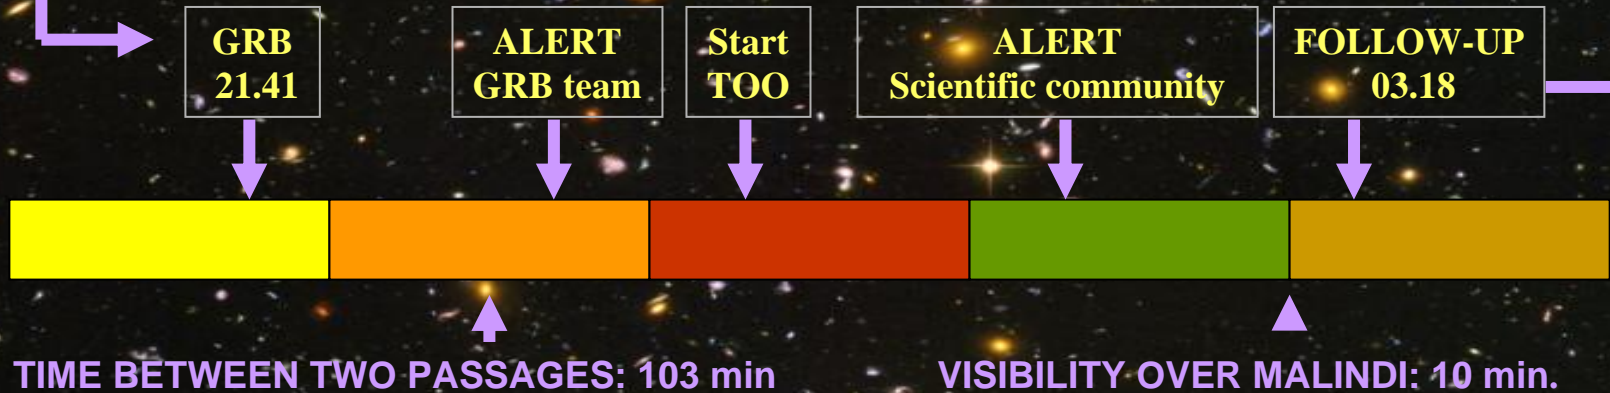 GRB
21.41
ALERT
GRB team
Start
TOO
ALERT
Scientific community
FOLLOW-UP
03.18
TIME BETWEEN TWO PASSAGES: 103 min
VISIBILITY OVER MALINDI: 10 min.